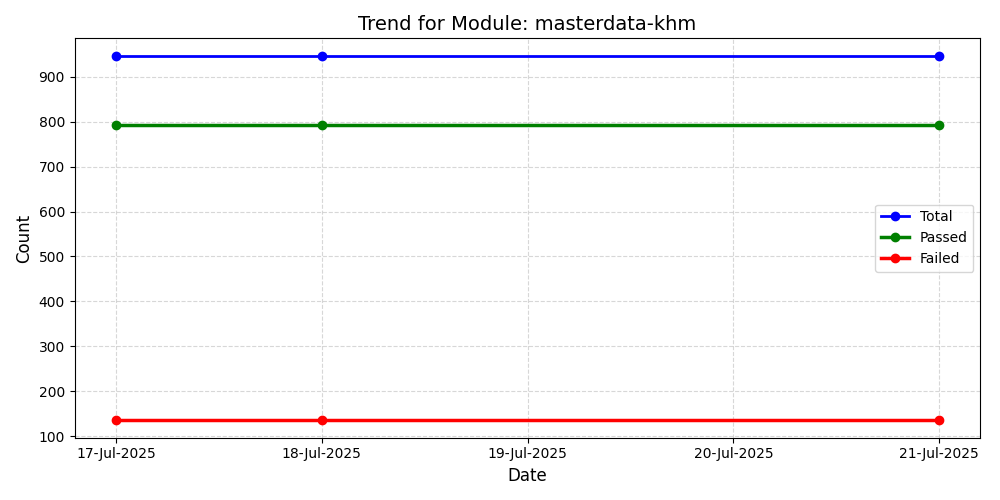 Trend for Module: masterdata-khm
Count
900
800
700
600
500
400
300
200
100
Total
Passed
Failed
17-Jul-2025
18-Jul-2025
19-Jul-2025
20-Jul-2025
21-Jul-2025
Date